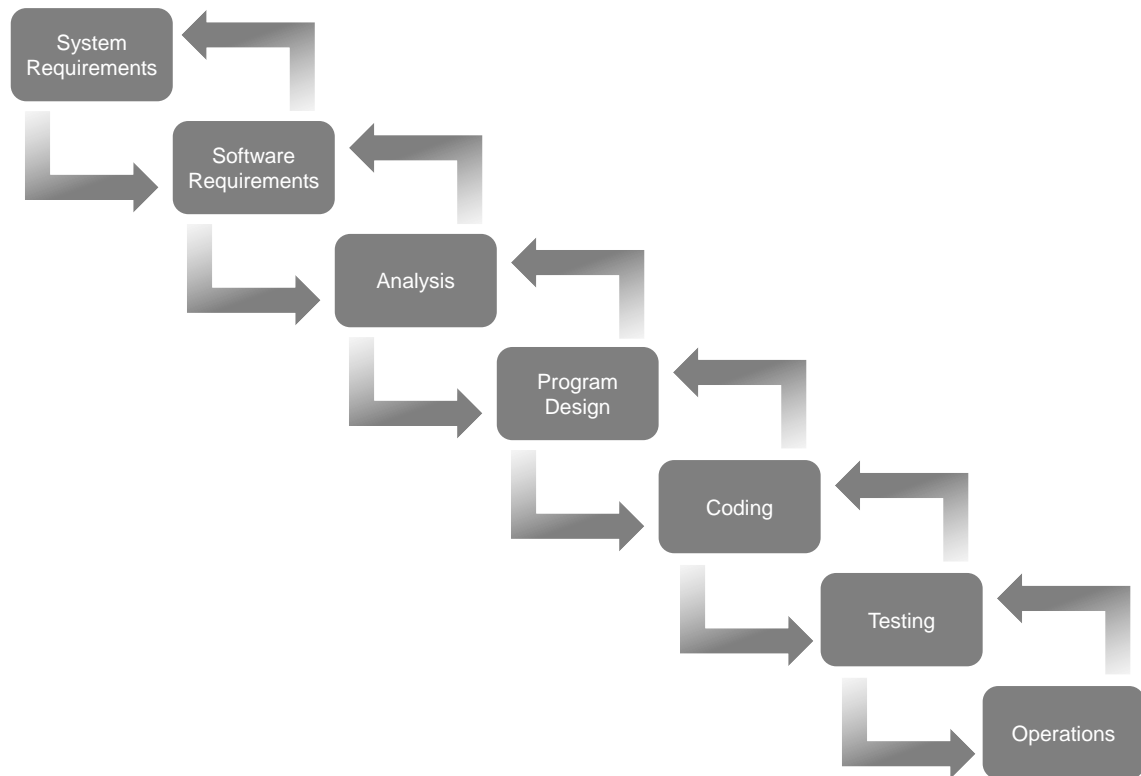 System
Requirements
Software
Requirements
Analysis
Program
Design
Coding
Testing
Operations